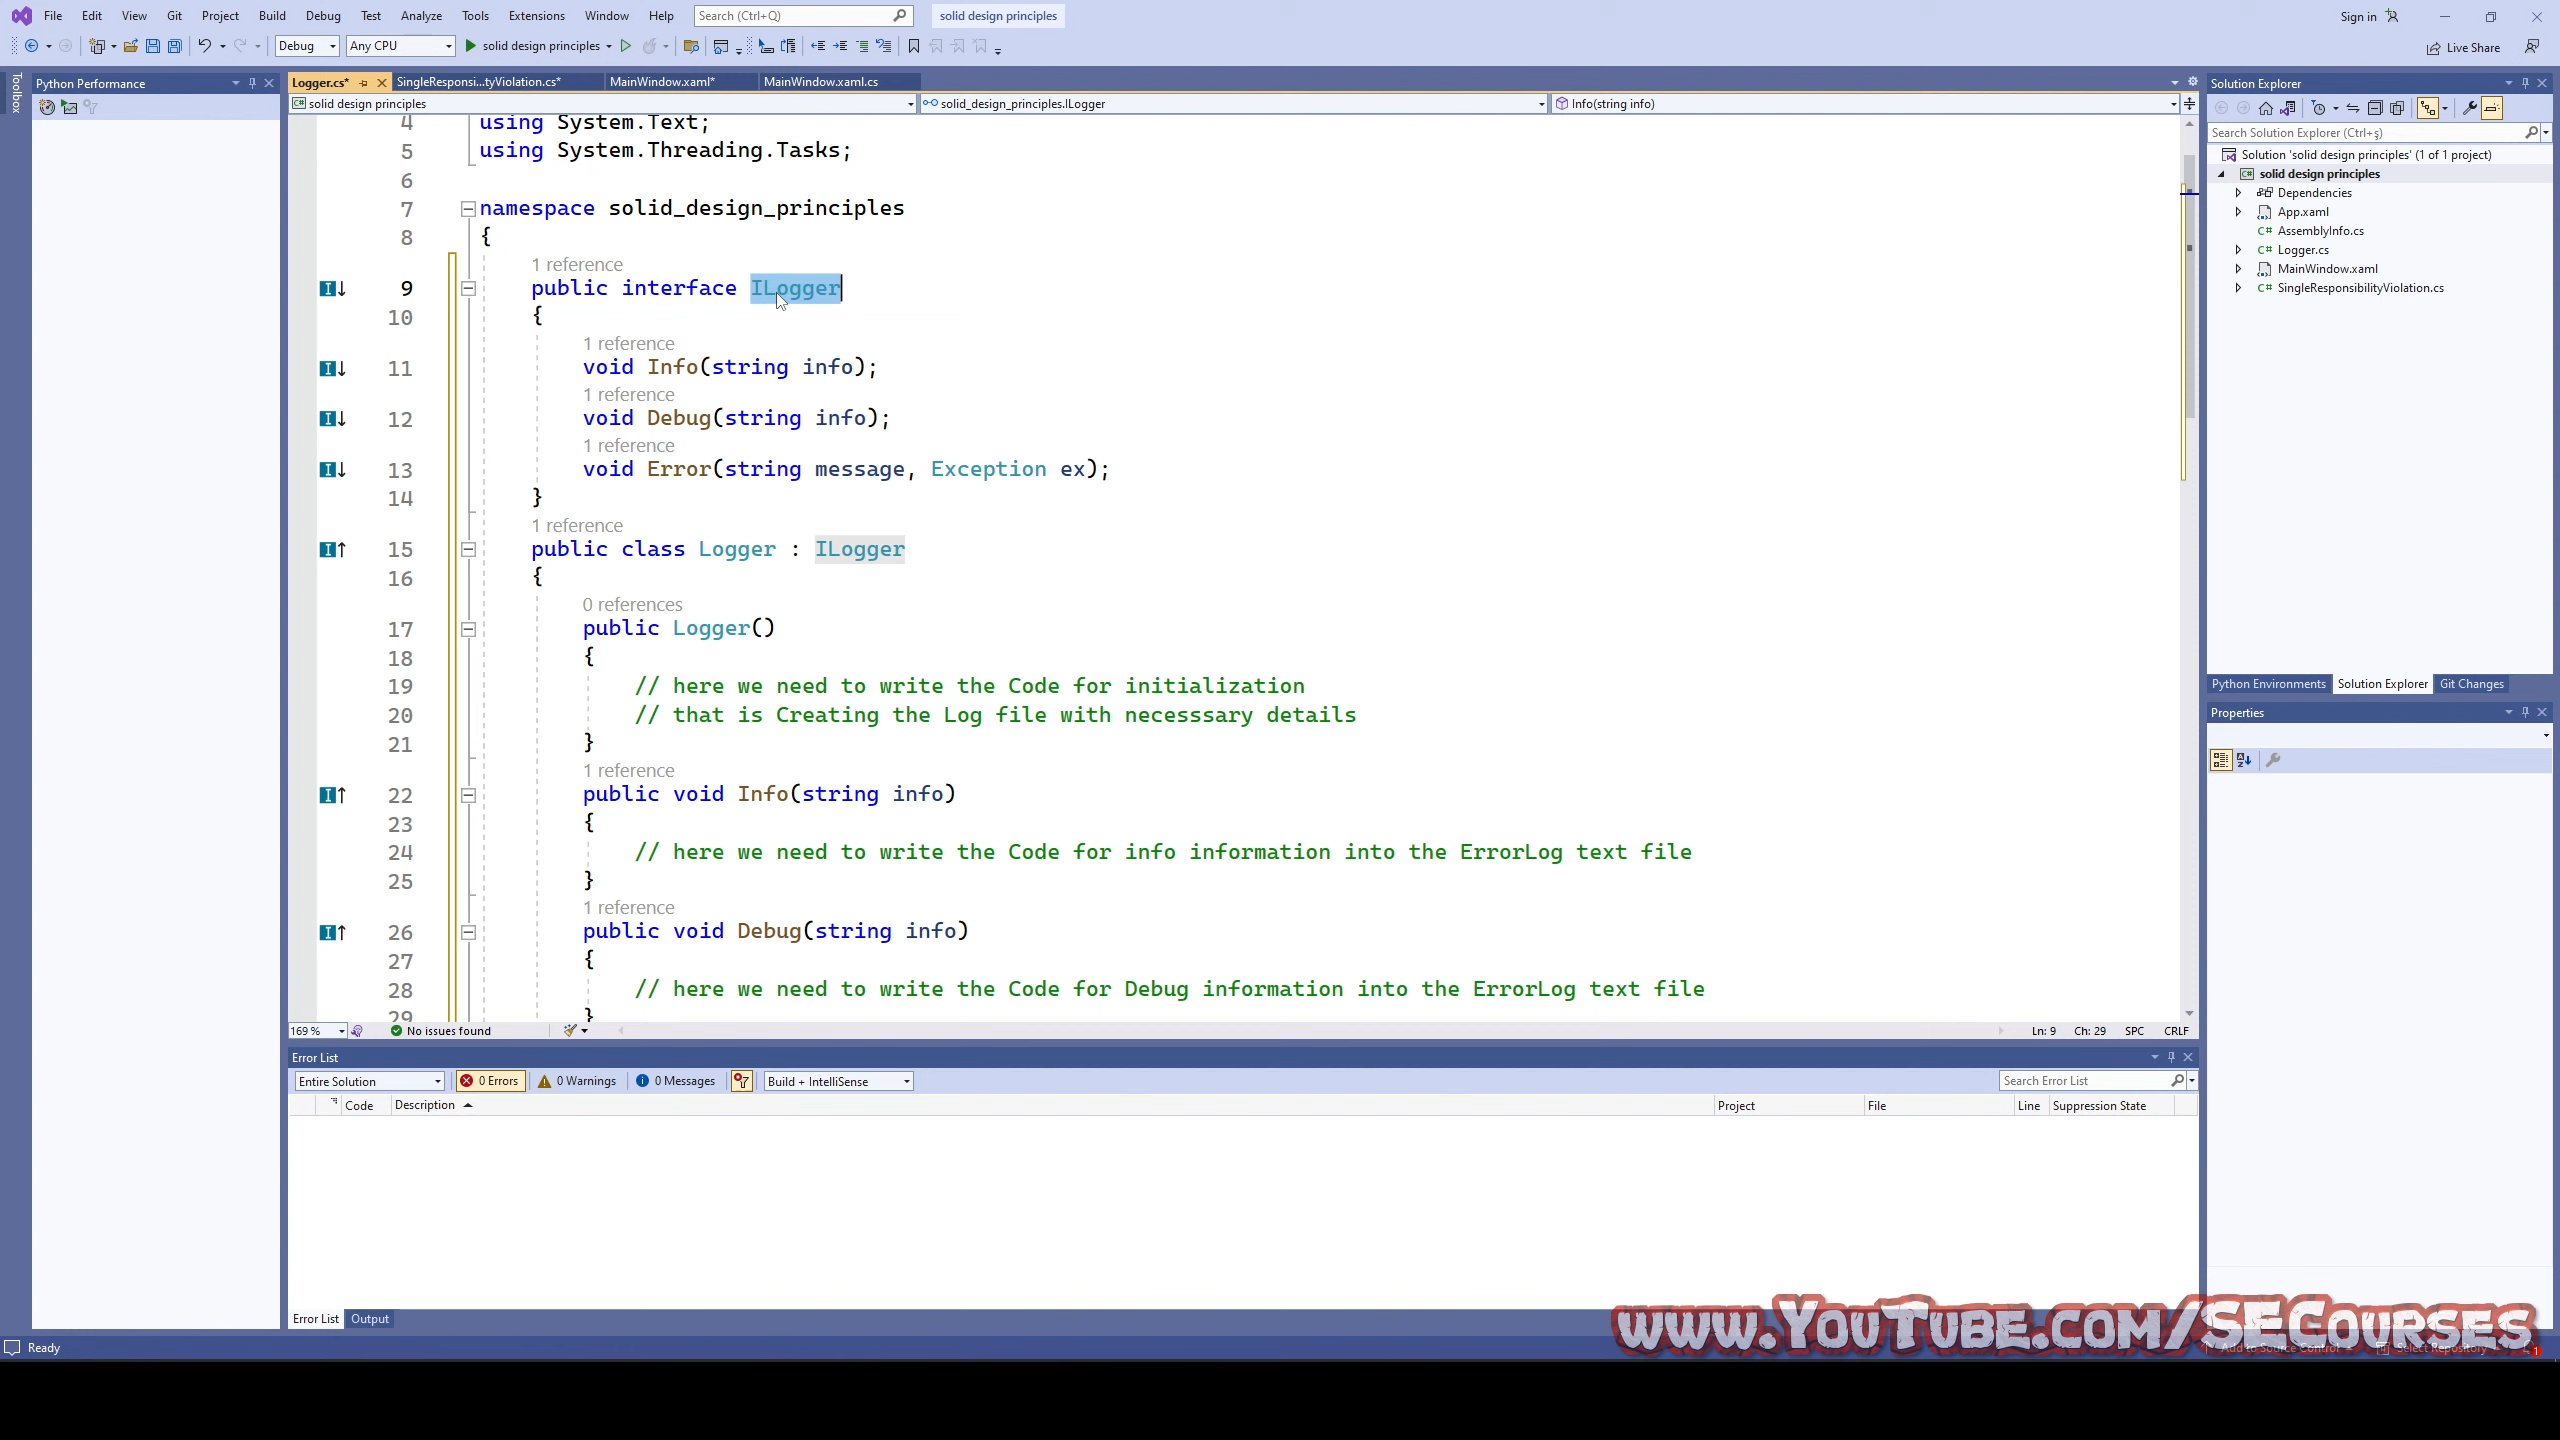 File Edit View Git Project Build Debug Test Analyze Tools Extensions Window Help Search (Ctrl+Q) solid design principles Sign in
Debug Any CPU solid design principles Live Share
Toolbox
Python Performance
Logger.cs* SingleResponsi...tyViolation.cs* MainWindow.xaml* MainWindow.xaml.cs
solid design principles solid_design_principles.ILogger Info(string info)
4 using System.Text;
5 using System.Threading.Tasks;
6
7 namespace solid_design_principles
8 {
1 reference
9 public interface ILogger
10 {
1 reference
11 void Info(string info);
1 reference
12 void Debug(string info);
1 reference
13 void Error(string message, Exception ex);
14 }
1 reference
15 public class Logger : ILogger
16 {
0 references
17 public Logger()
18 {
19 // here we need to write the Code for initialization
20 // that is Creating the Log file with necesssary details
21 }
1 reference
22 public void Info(string info)
23 {
24 // here we need to write the Code for info information into the ErrorLog text file
25 }
1 reference
26 public void Debug(string info)
27 {
28 // here we need to write the Code for Debug information into the ErrorLog text file
29 }
169 % No issues found Ln: 9 Ch: 29 SPC CRLF
Error List
Entire Solution 0 Errors 0 Warnings 0 Messages Build + IntelliSense Search Error List
Code Description Project File Line Suppression State
Error List Output
Solution Explorer
Search Solution Explorer (Ctrl+ş)
Solution 'solid design principles' (1 of 1 project)
solid design principles
Dependencies
App.xaml
C# AssemblyInfo.cs
C# Logger.cs
MainWindow.xaml
C# SingleResponsibilityViolation.cs
Python Environments Solution Explorer Git Changes
Properties
www.YouTube.com/SECourses
Ready Add to Source Control Select Repository 1